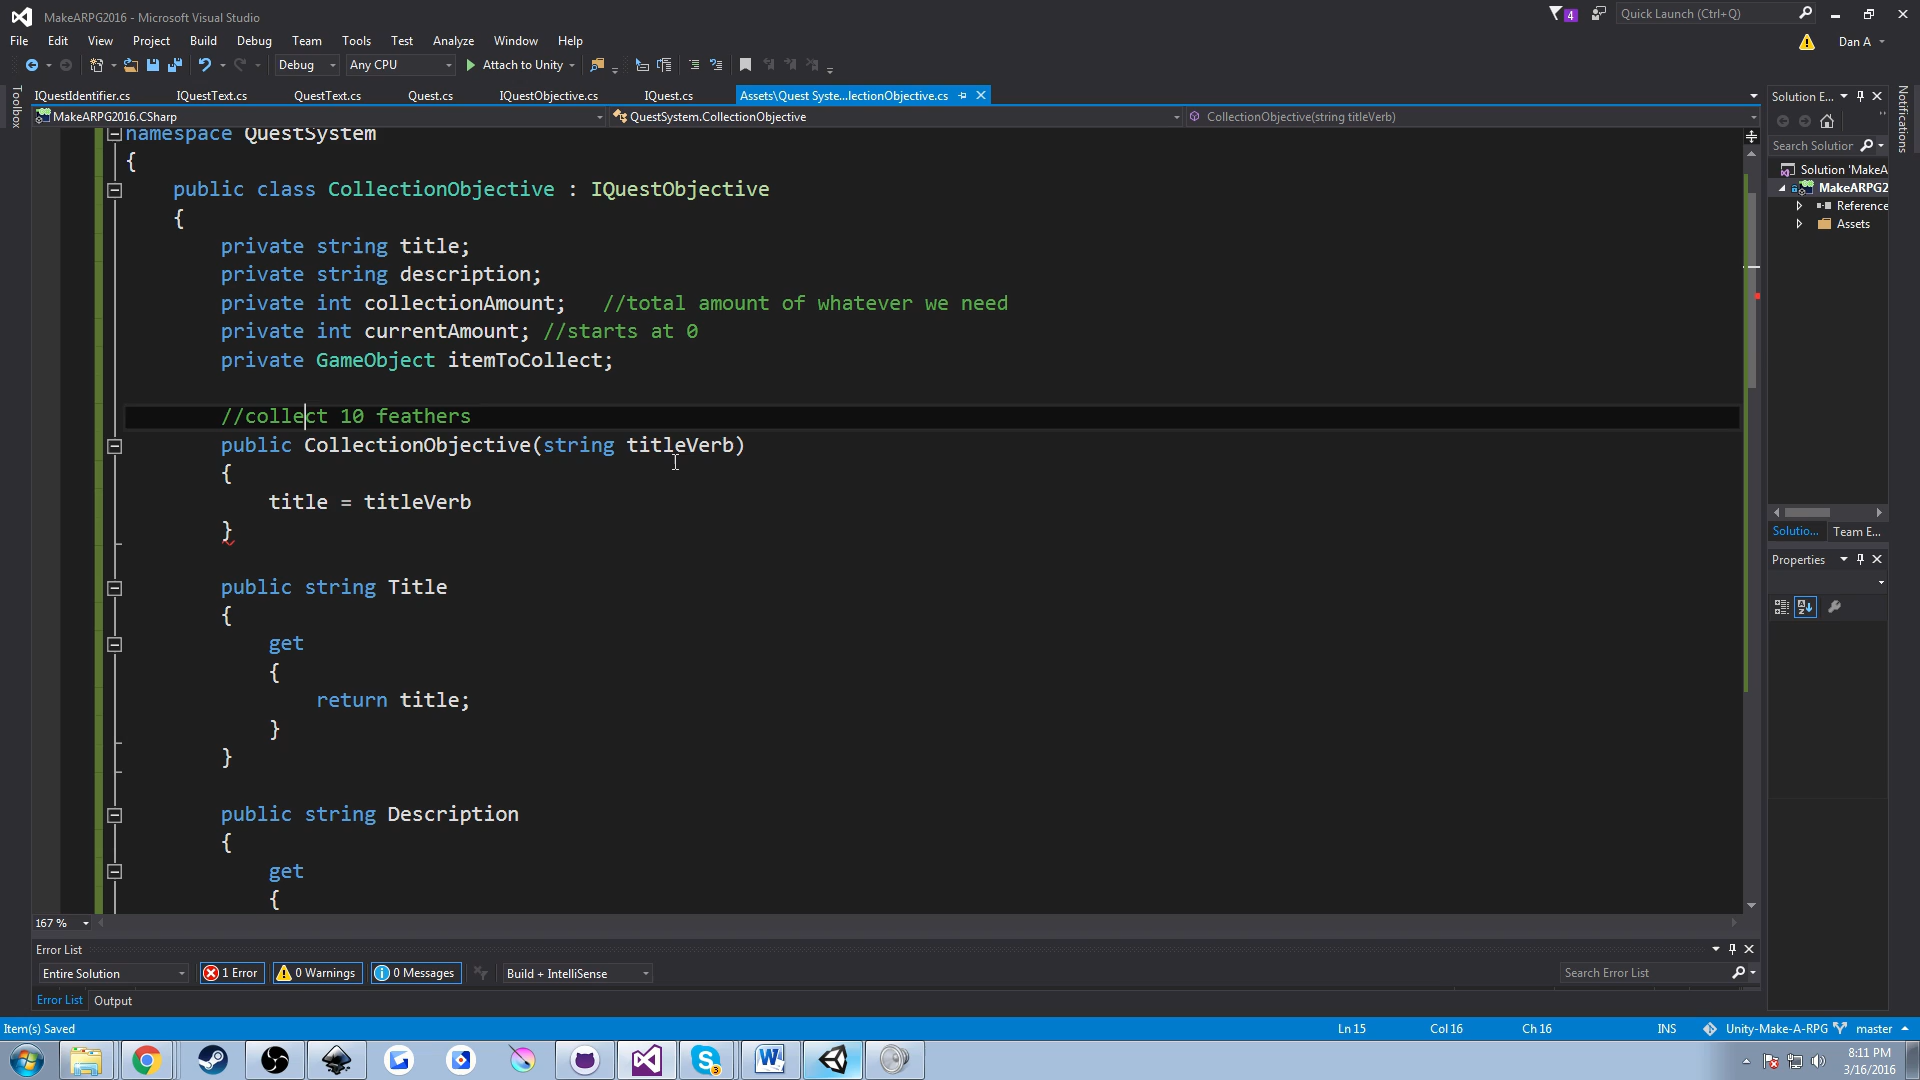 MakeARPG2016 - Microsoft Visual Studio
4
Quick Launch (Ctrl+Q)
File Edit View Project Build Debug Team Tools Test Analyze Window Help
Dan A
Debug Any CPU Attach to Unity
Toolbox
IQuestIdentifier.cs IQuestText.cs QuestText.cs Quest.cs IQuestObjective.cs IQuest.cs Assets\Quest Syste...lectionObjective.cs
Solution E...
Notifications
MakeARPG2016.CSharp QuestSystem.CollectionObjective CollectionObjective(string titleVerb)
Search Solution
Solution 'MakeA
MakeARPG2
Reference
Assets
namespace QuestSystem
{
public class CollectionObjective : IQuestObjective
{
private string title;
private string description;
private int collectionAmount; //total amount of whatever we need
private int currentAmount; //starts at 0
private GameObject itemToCollect;
//collect 10 feathers
public CollectionObjective(string titleVerb)
{
title = titleVerb
}
public string Title
{
get
{
return title;
}
}
public string Description
{
get
{
Solutio... Team E...
Properties
167 %
Error List
Entire Solution 1 Error 0 Warnings 0 Messages Build + IntelliSense Search Error List
Error List Output
Item(s) Saved Ln 15 Col 16 Ch 16 INS Unity-Make-A-RPG master
3
8:11 PM
3/16/2016